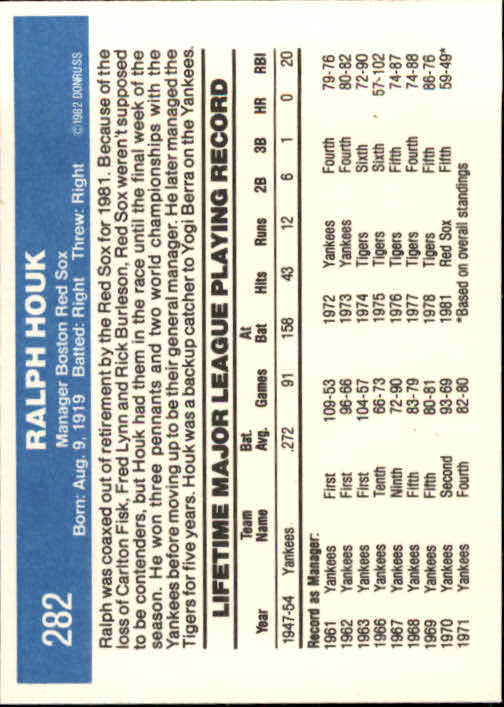 282
RALPH HOUK
Manager Boston Red Sox
Born: Aug. 9, 1919 Batted: Right Threw: Right ©1982 DONRUSS
Ralph was coaxed out of retirement by the Red Sox for 1981. Because of the
loss of Carlton Fisk, Fred Lynn and Rick Burleson, Red Sox weren't supposed
to be contenders, but Houk had them in the race until the final week of the
season. He won three pennants and two world championships with the
Yankees before moving up to be their general manager. He later managed the
Tigers for five years. Houk was a backup catcher to Yogi Berra on the Yankees.
LIFETIME MAJOR LEAGUE PLAYING RECORD
Team Bat. At
Year Name Avg. Games Bat Hits Runs 2B 3B HR RBI
1947-54 Yankees .272 91 158 43 12 6 1 0 20
Record as Manager:
1961 Yankees First 109-53 1972 Yankees Fourth 79-76
1962 Yankees First 96-66 1973 Yankees Fourth 80-82
1963 Yankees First 104-57 1974 Tigers Sixth 72-90
1966 Yankees Tenth 66-73 1975 Tigers Sixth 57-102
1967 Yankees Ninth 72-90 1976 Tigers Fifth 74-87
1968 Yankees Fifth 83-79 1977 Tigers Fourth 74-88
1969 Yankees Fifth 80-81 1978 Tigers Fifth 86-76
1970 Yankees Second 93-69 1981 Red Sox Fifth 59-49*
1971 Yankees Fourth 82-80 *Based on overall standings